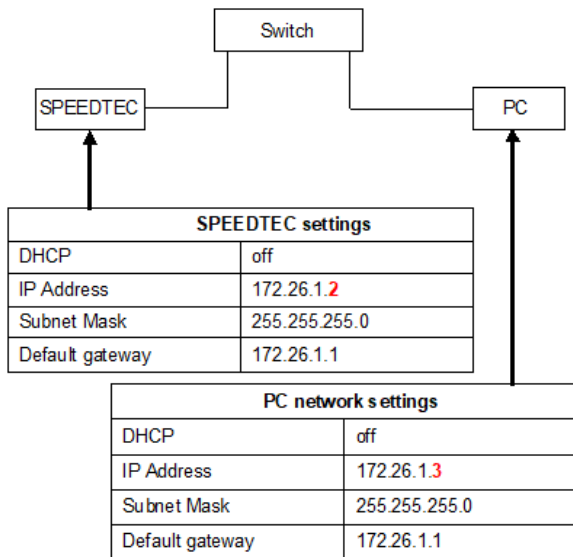 Switch
SPEEDTEC
PC
SPEEDTEC settings
DHCP off
IP Address 172.26.1.2
Subnet Mask 255.255.255.0
Default gateway 172.26.1.1
PC network settings
DHCP off
IP Address 172.26.1.3
Subnet Mask 255.255.255.0
Default gateway 172.26.1.1